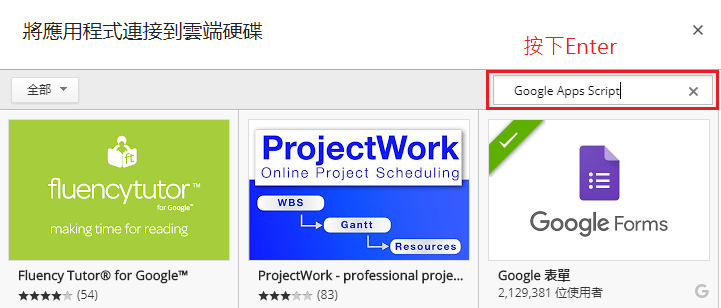 將應用程式連接到雲端硬碟
按下Enter
全部
Google Apps Script
ft
fluencytutor™
for Google™
making time for reading
ProjectWork
Online Project Scheduling
WBS
Gantt
Resources
Google Forms
Fluency Tutor® for Google™
(54)
ProjectWork - professional proje...
(83)
Google 表單
2,129,381 位使用者
G